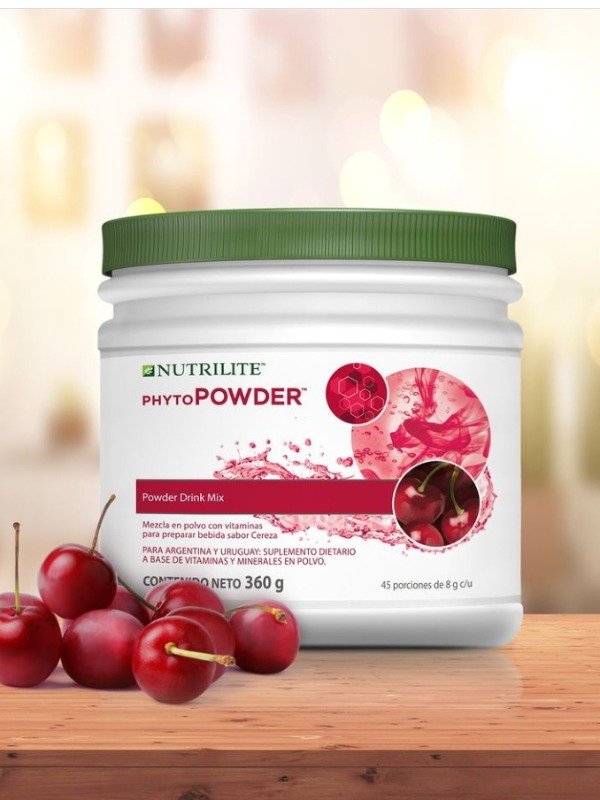 NUTRILITE™
PHYTOPOWDER™
Powder Drink Mix
Mezcla en polvo con vitaminas
para preparar bebida sabor Cereza
PARA ARGENTINA Y URUGUAY: SUPLEMENTO DIETARIO
A BASE DE VITAMINAS Y MINERALES EN POLVO.
CONTENIDO NETO 360 g
45 porciones de 8 g c/u